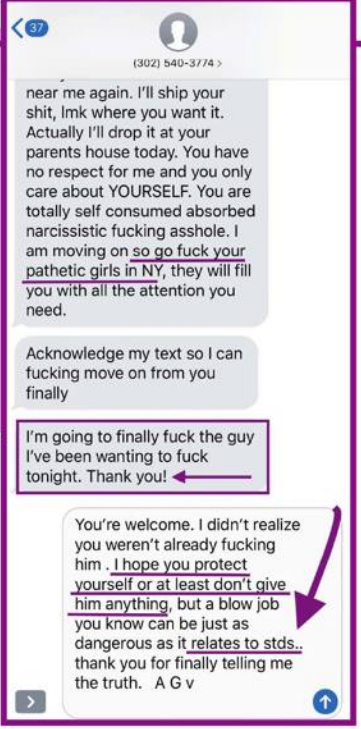 37
(302) 540-3774 >
near me again. I'll ship your
shit, lmk where you want it.
Actually I'll drop it at your
parents house today. You have
no respect for me and you only
care about YOURSELF. You are
totally self consumed absorbed
narcissistic fucking asshole. I
am moving on so go fuck your
pathetic girls in NY, they will fill
you with all the attention you
need.
Acknowledge my text so I can
fucking move on from you
finally
I'm going to finally fuck the guy
I've been wanting to fuck
tonight. Thank you!
You're welcome. I didn't realize
you weren't already fucking
him . I hope you protect
yourself or at least don't give
him anything, but a blow job
you know can be just as
dangerous as it relates to stds..
thank you for finally telling me
the truth. A G v